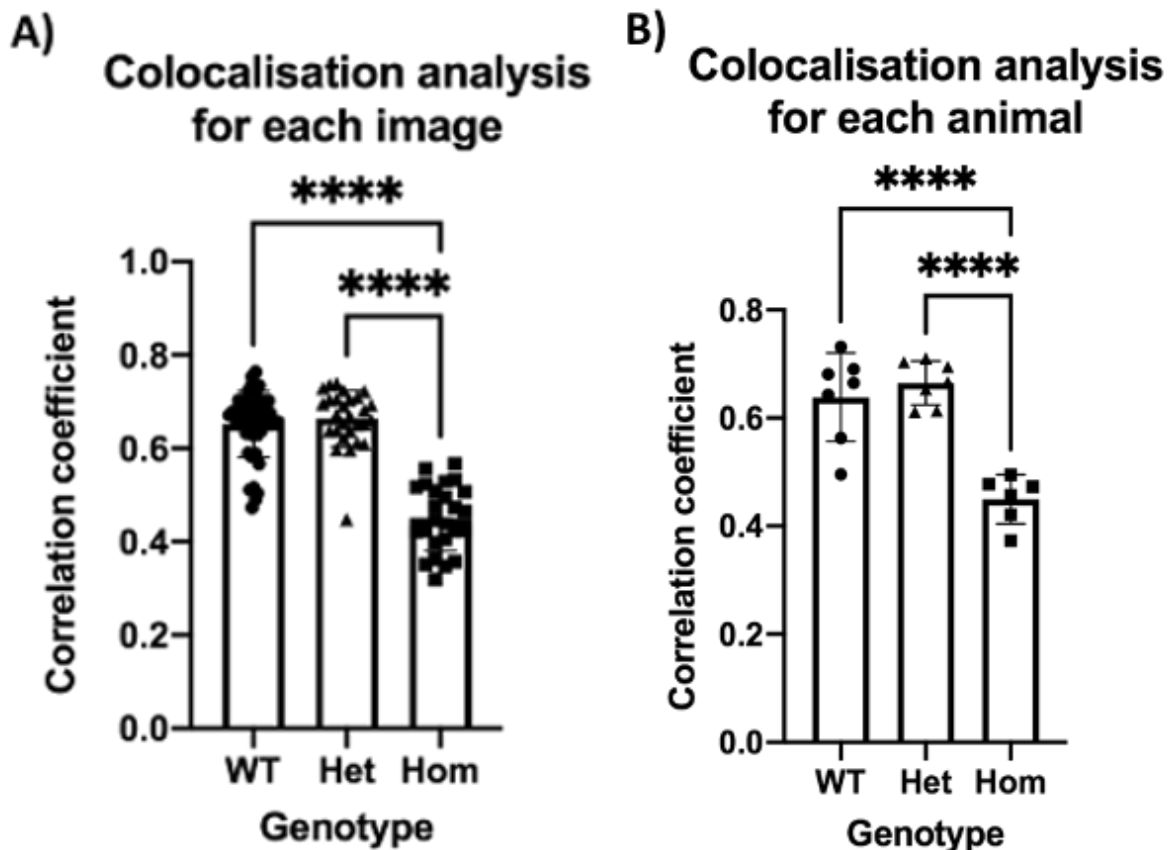 A)
Colocalisation analysis
for each image
****
****
Correlation coefficient
1.0
0.8
0.6
0.4
0.2
0.0
WT Het Hom
Genotype
B)
Colocalisation analysis
for each animal
****
****
Correlation coefficient
0.8
0.6
0.4
0.2
0.0
WT Het Hom
Genotype